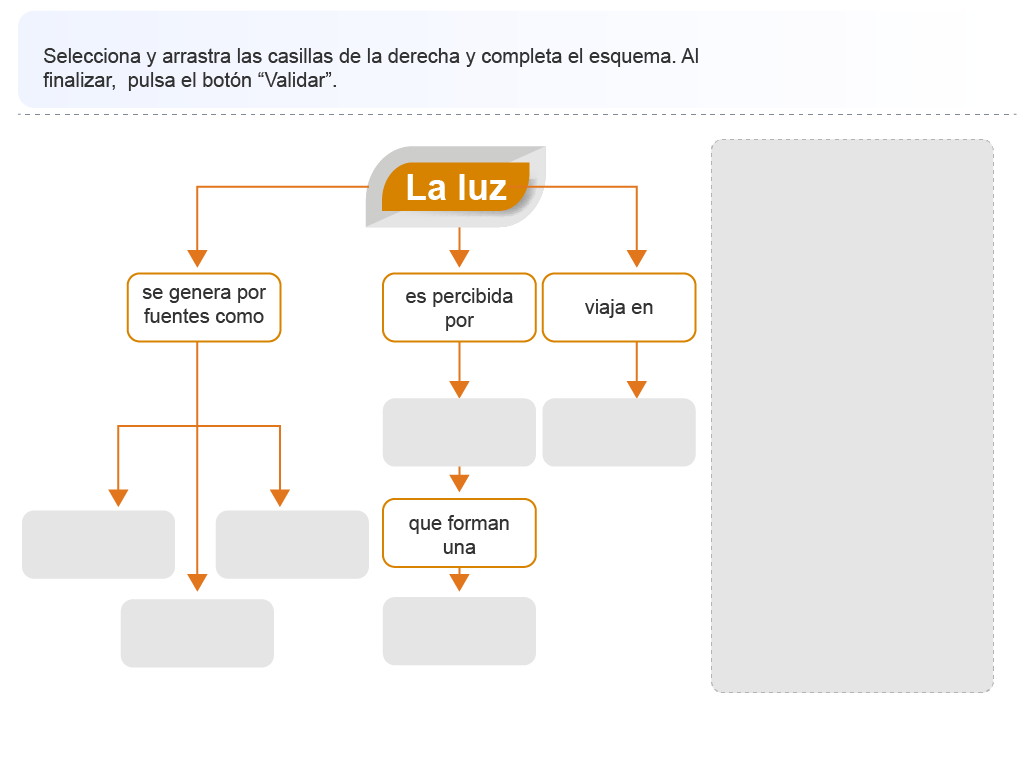 Selecciona y arrastra las casillas de la derecha y completa el esquema. Al
finalizar,  pulsa el botón “Validar”.
La luz
se genera por
fuentes como
es percibida
por
viaja en
que forman
una